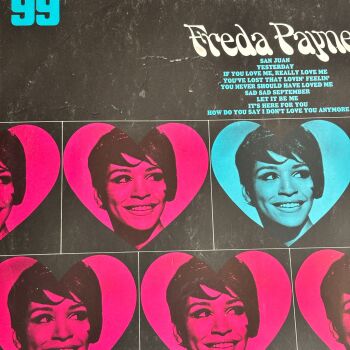 99
Freda Payne
SAN JUAN
YESTERDAY
IF YOU LOVE ME, REALLY LOVE ME
YOU'VE LOST THAT LOVIN' FEELIN'
YOU NEVER SHOULD HAVE LOVED ME
SAD SAD SEPTEMBER
LET IT BE ME
IT'S HERE FOR YOU
HOW DO YOU SAY I DON'T LOVE YOU ANYMORE